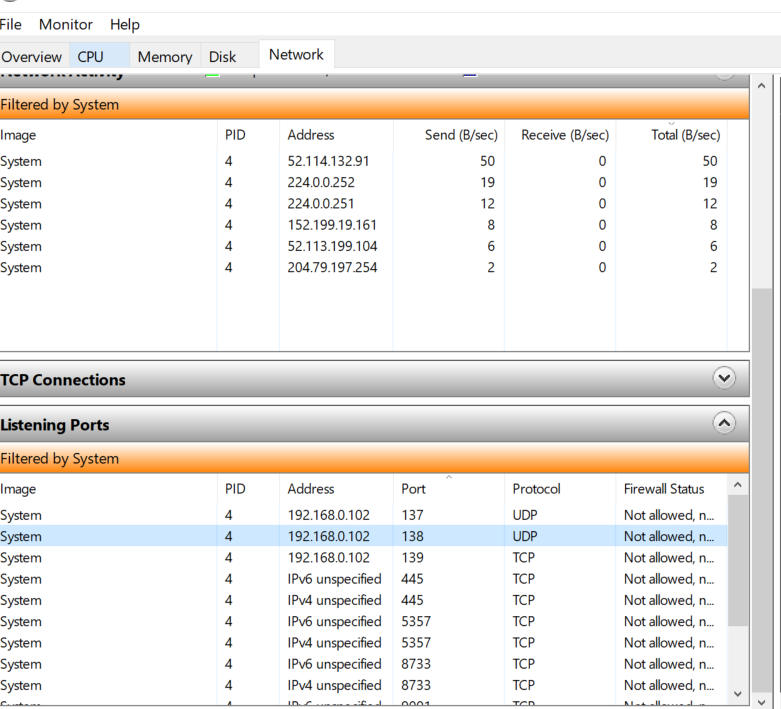 File Monitor Help
Overview CPU Memory Disk Network
Filtered by System
Image PID Address Send (B/sec) Receive (B/sec) Total (B/sec)
System 4 52.114.132.91 50 0 50
System 4 224.0.0.252 19 0 19
System 4 224.0.0.251 12 0 12
System 4 152.199.19.161 8 0 8
System 4 52.113.199.104 6 0 6
System 4 204.79.197.254 2 0 2
TCP Connections
Listening Ports
Filtered by System
Image PID Address Port Protocol Firewall Status
System 4 192.168.0.102 137 UDP Not allowed, n...
System 4 192.168.0.102 138 UDP Not allowed, n...
System 4 192.168.0.102 139 TCP Not allowed, n...
System 4 IPv6 unspecified 445 TCP Not allowed, n...
System 4 IPv4 unspecified 445 TCP Not allowed, n...
System 4 IPv6 unspecified 5357 TCP Not allowed, n...
System 4 IPv4 unspecified 5357 TCP Not allowed, n...
System 4 IPv6 unspecified 8733 TCP Not allowed, n...
System 4 IPv4 unspecified 8733 TCP Not allowed, n...